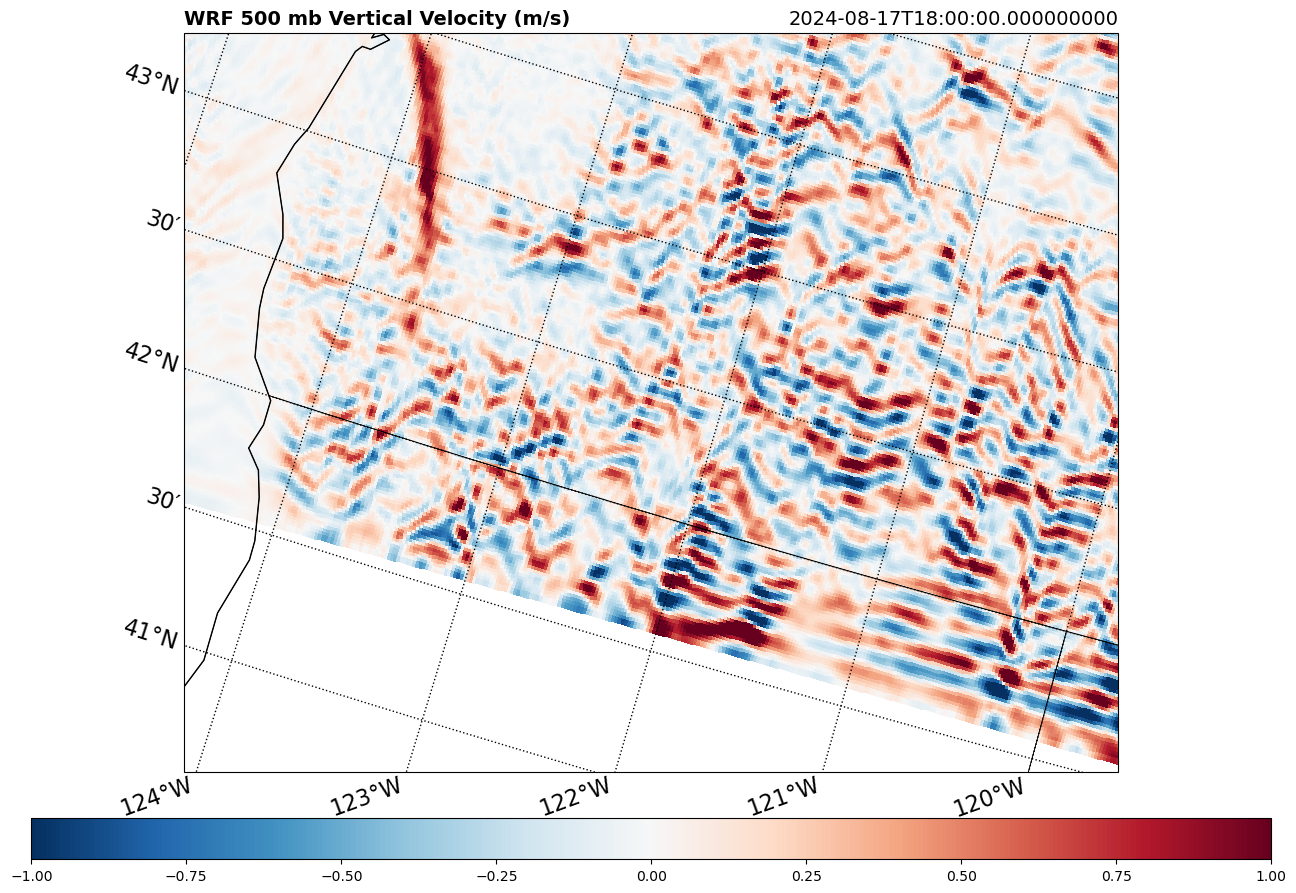 WRF 500 mb Vertical Velocity (m/s) 2024-08-17T18:00:00.000000000
43°N
30′
42°N
30′
41°N
124°W 123°W 122°W 121°W 120°W
−1.00 −0.75 −0.50 −0.25 0.00 0.25 0.50 0.75 1.00